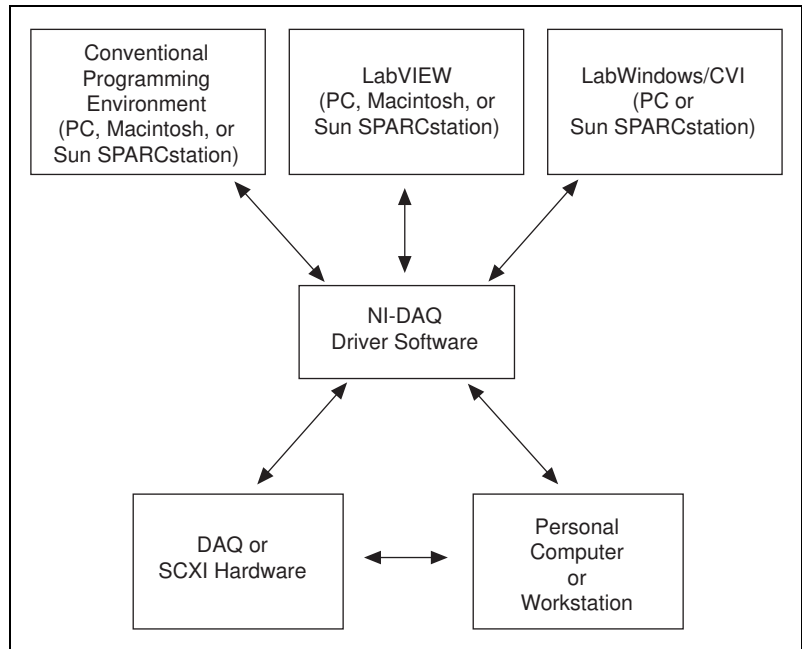 Conventional
Programming
Environment
(PC, Macintosh, or
Sun SPARCstation)
LabVIEW
(PC, Macintosh, or
Sun SPARCstation)
LabWindows/CVI
(PC or
Sun SPARCstation)
NI-DAQ
Driver Software
DAQ or
SCXI Hardware
Personal
Computer
or
Workstation